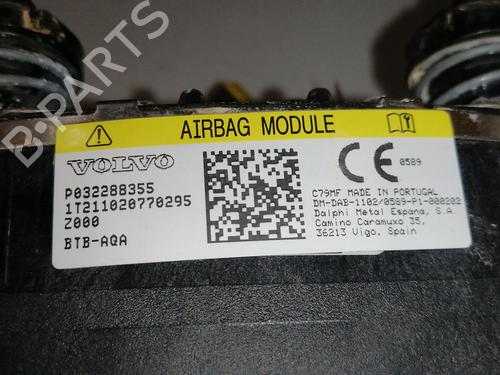 AIRBAG MODULE
VOLVO
P032288355
1T211020770295
Z000
BTB-AQA
CE 0589
C79MF MADE IN PORTUGAL
DM-DAB-1102/0589-P1-000202
Dalphi Metal Espana, S.A.
Camino Caramuxo 35,
36213 Vigo, Spain
B-PARTS